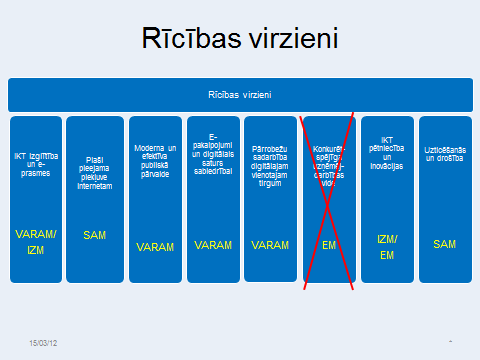 Rīcības virzieni
Rīcības virzieni
IKT izglītība
un e-
prasmes
VARAM/
IZM
Plaši
pieejama
piekļuve
internetam
SAM
Moderna un
efektīva
publiskā
pārvalde
VARAM
E-
pakalpojumi
un digitālais
saturs
sabiedrībai
VARAM
Pārrobežu
sadarbība
digitālajam
vienotajam
tirgum
VARAM
Konkurēt-
spējīga
uzņēmēj-
darbības
vide
EM
IKT
pētniecība
un
inovācijas
IZM/
EM
Uzticēšanās
un drošība
SAM
15/03/12